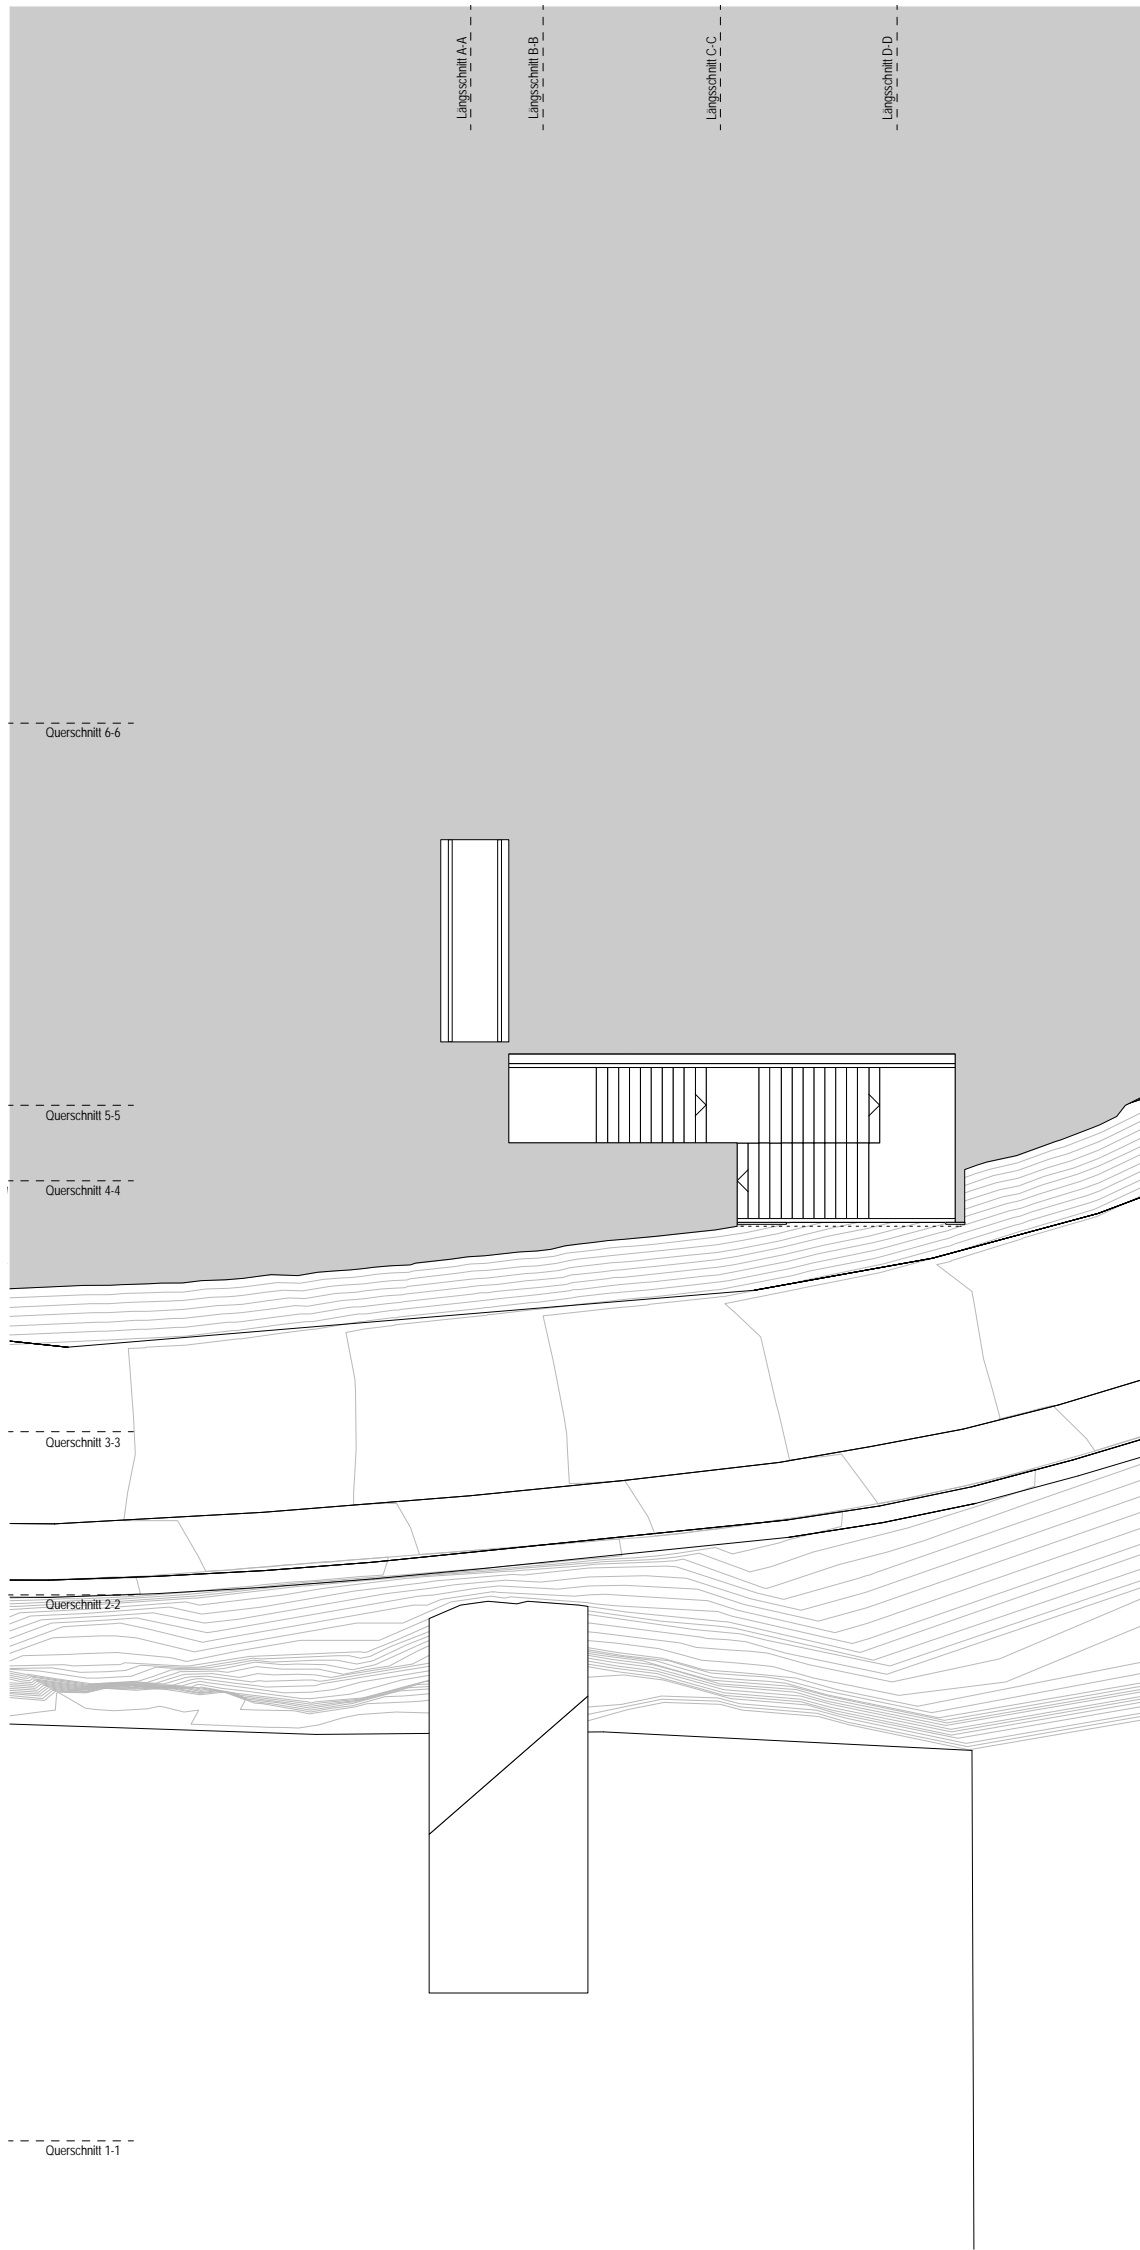 Längsschnitt A-A
Längsschnitt B-B
Längsschnitt C-C
Längsschnitt D-D
Querschnitt 6-6
Querschnitt 5-5
Querschnitt 4-4
Querschnitt 3-3
Querschnitt 2-2
Querschnitt 1-1